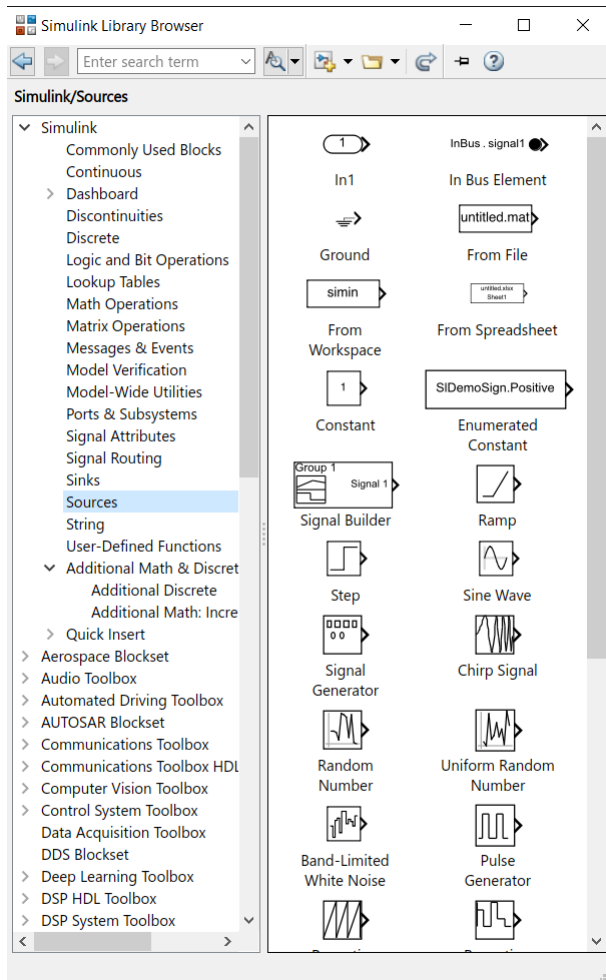 Simulink Library Browser
Enter search term
Simulink/Sources
Simulink
Commonly Used Blocks
Continuous
Dashboard
Discontinuities
Discrete
Logic and Bit Operations
Lookup Tables
Math Operations
Matrix Operations
Messages & Events
Model Verification
Model-Wide Utilities
Ports & Subsystems
Signal Attributes
Signal Routing
Sinks
Sources
String
User-Defined Functions
Additional Math & Discret
Additional Discrete
Additional Math: Incre
Quick Insert
Aerospace Blockset
Audio Toolbox
Automated Driving Toolbox
AUTOSAR Blockset
Communications Toolbox
Communications Toolbox HDL
Computer Vision Toolbox
Control System Toolbox
Data Acquisition Toolbox
DDS Blockset
Deep Learning Toolbox
DSP HDL Toolbox
DSP System Toolbox
1
InBus . signal1
In1
In Bus Element
untitled.mat
Ground
From File
simin
untitled.xlsx
Sheet1
From
Workspace
From Spreadsheet
1
SlDemoSign.Positive
Constant
Enumerated
Constant
Group 1
Signal 1
Signal Builder
Ramp
Step
Sine Wave
Signal
Generator
Chirp Signal
Random
Number
Uniform Random
Number
Band-Limited
White Noise
Pulse
Generator